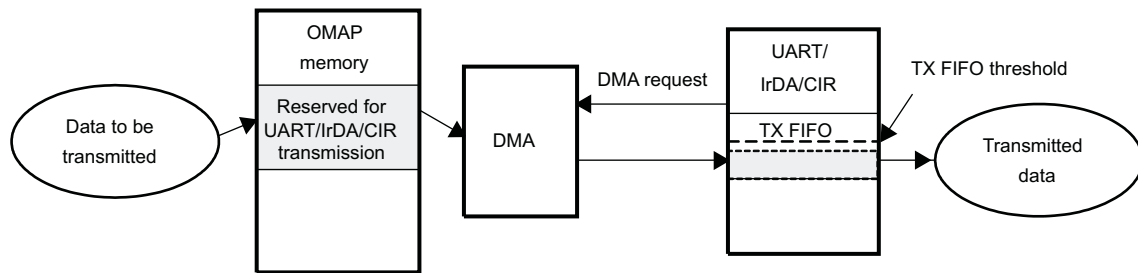 Data to be
transmitted
OMAP
memory
Reserved for
UART/IrDA/CIR
transmission
DMA
DMA request
UART/
IrDA/CIR
TX FIFO
TX FIFO threshold
Transmitted
data